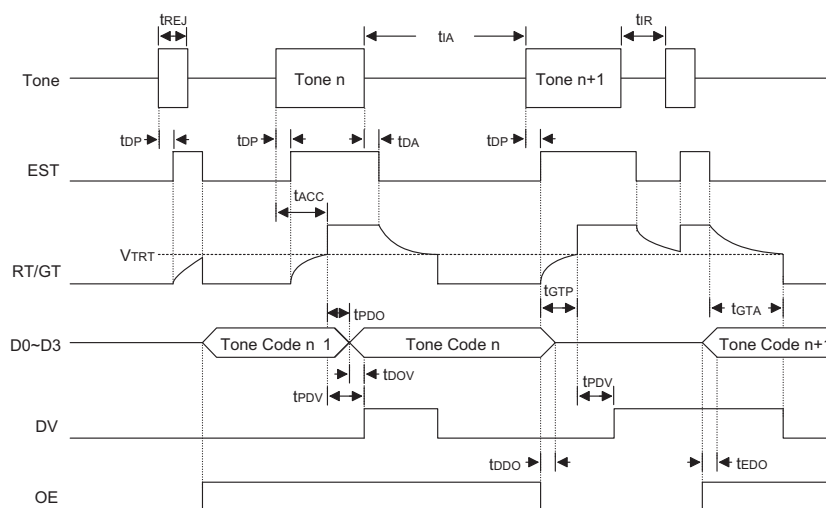 tREJ
tIA
tIR
Tone
Tone n
Tone n+1
tDP
tDP
tDA
tDP
EST
tACC
VTRT
RT/GT
tPDO
tGTP
tGTA
D0~D3
Tone Code n 1
Tone Code n
Tone Code n+1
tDOV
tPDV
tPDV
DV
tDDO
tEDO
OE